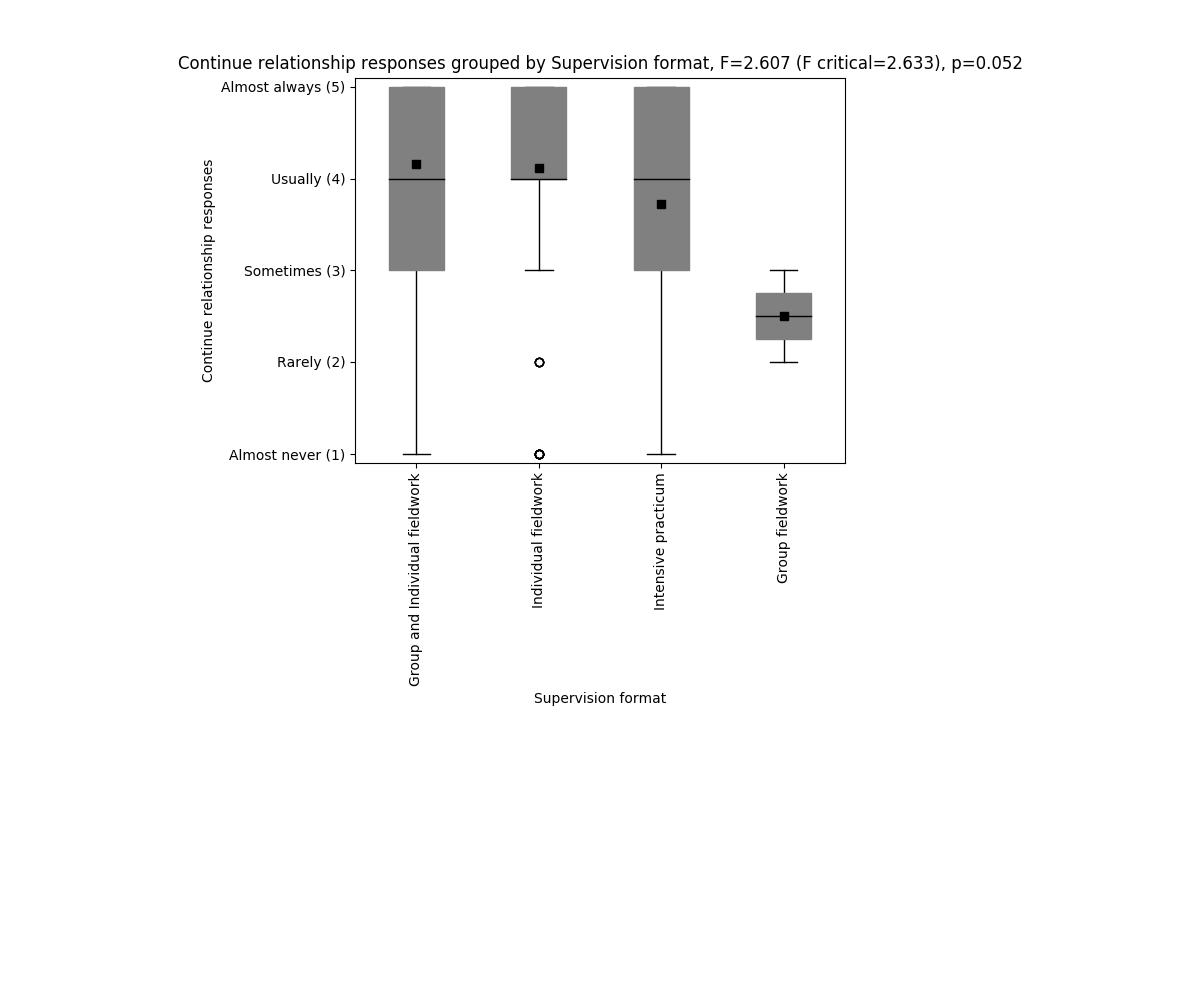 Continue relationship responses grouped by Supervision format, F=2.607 (F critical=2.633), p=0.052
Continue relationship responses
Almost always (5)
Usually (4)
Sometimes (3)
Rarely (2)
Almost never (1)
Group and Individual fieldwork
Individual fieldwork
Intensive practicum
Group fieldwork
Supervision format